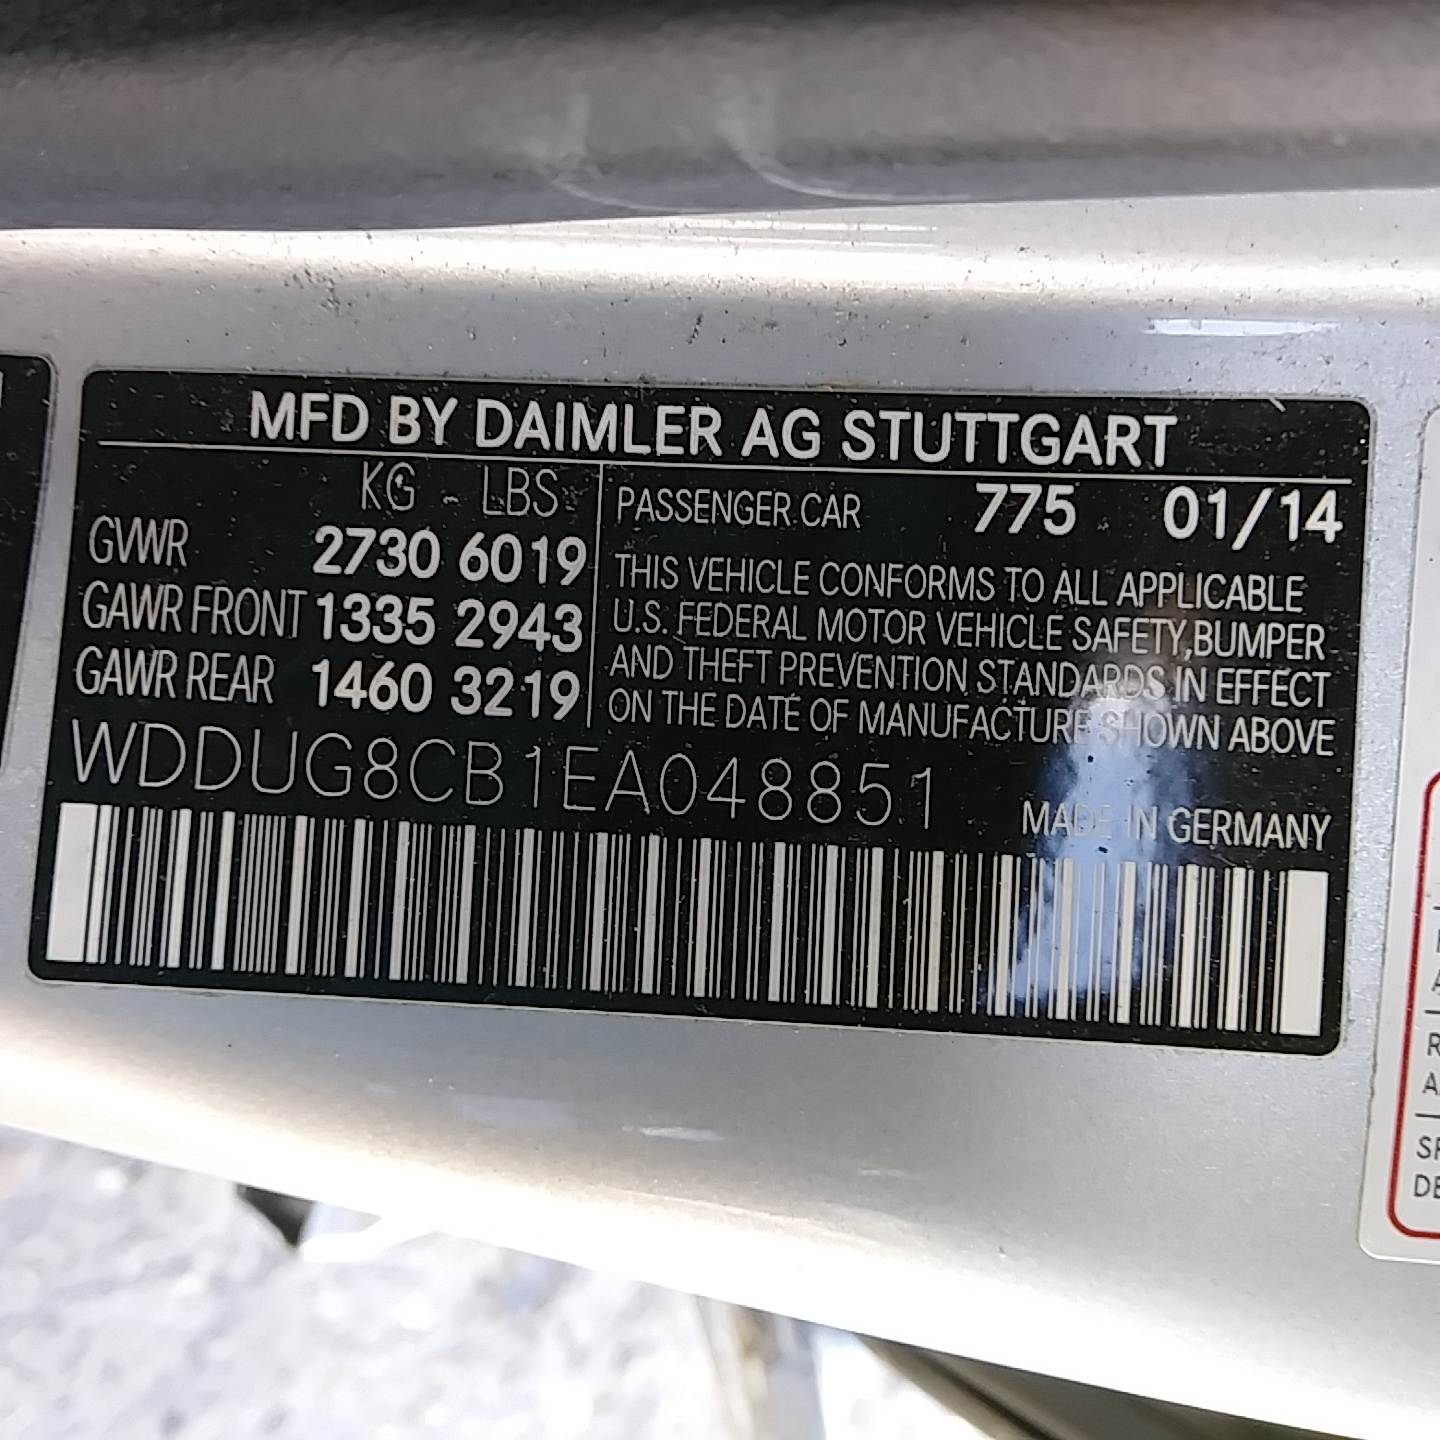 MFD BY DAIMLER AG STUTTGART
KG LBS
GVWR 2730 6019
GAWR FRONT 1335 2943
GAWR REAR 1460 3219
PASSENGER CAR 775 01/14
THIS VEHICLE CONFORMS TO ALL APPLICABLE
U.S. FEDERAL MOTOR VEHICLE SAFETY, BUMPER
AND THEFT PREVENTION STANDARDS IN EFFECT
ON THE DATE OF MANUFACTURE SHOWN ABOVE
WDDUG8CB1EA048851
MADE IN GERMANY